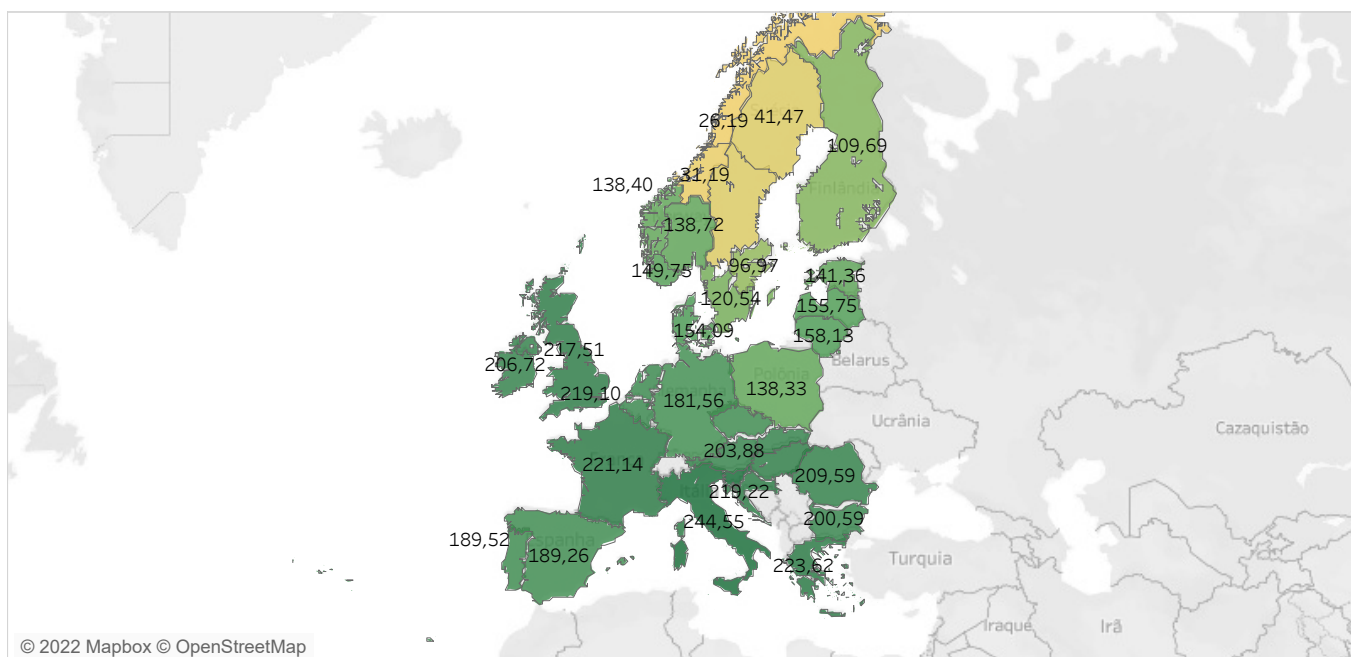 26,19
41,47
109,69
31,19
138,40
Finlândia
138,72
149,75
96,97
141,36
120,54
155,75
154,09
158,13
217,51
206,72
Belarus
Polônia
219,10
181,56
138,33
Ucrânia
Cazaquistão
203,88
221,14
209,59
Itália
219,22
244,55
200,59
189,52
Espanha
189,26
223,62
Turquia
Iraque
Irã
© 2022 Mapbox © OpenStreetMap